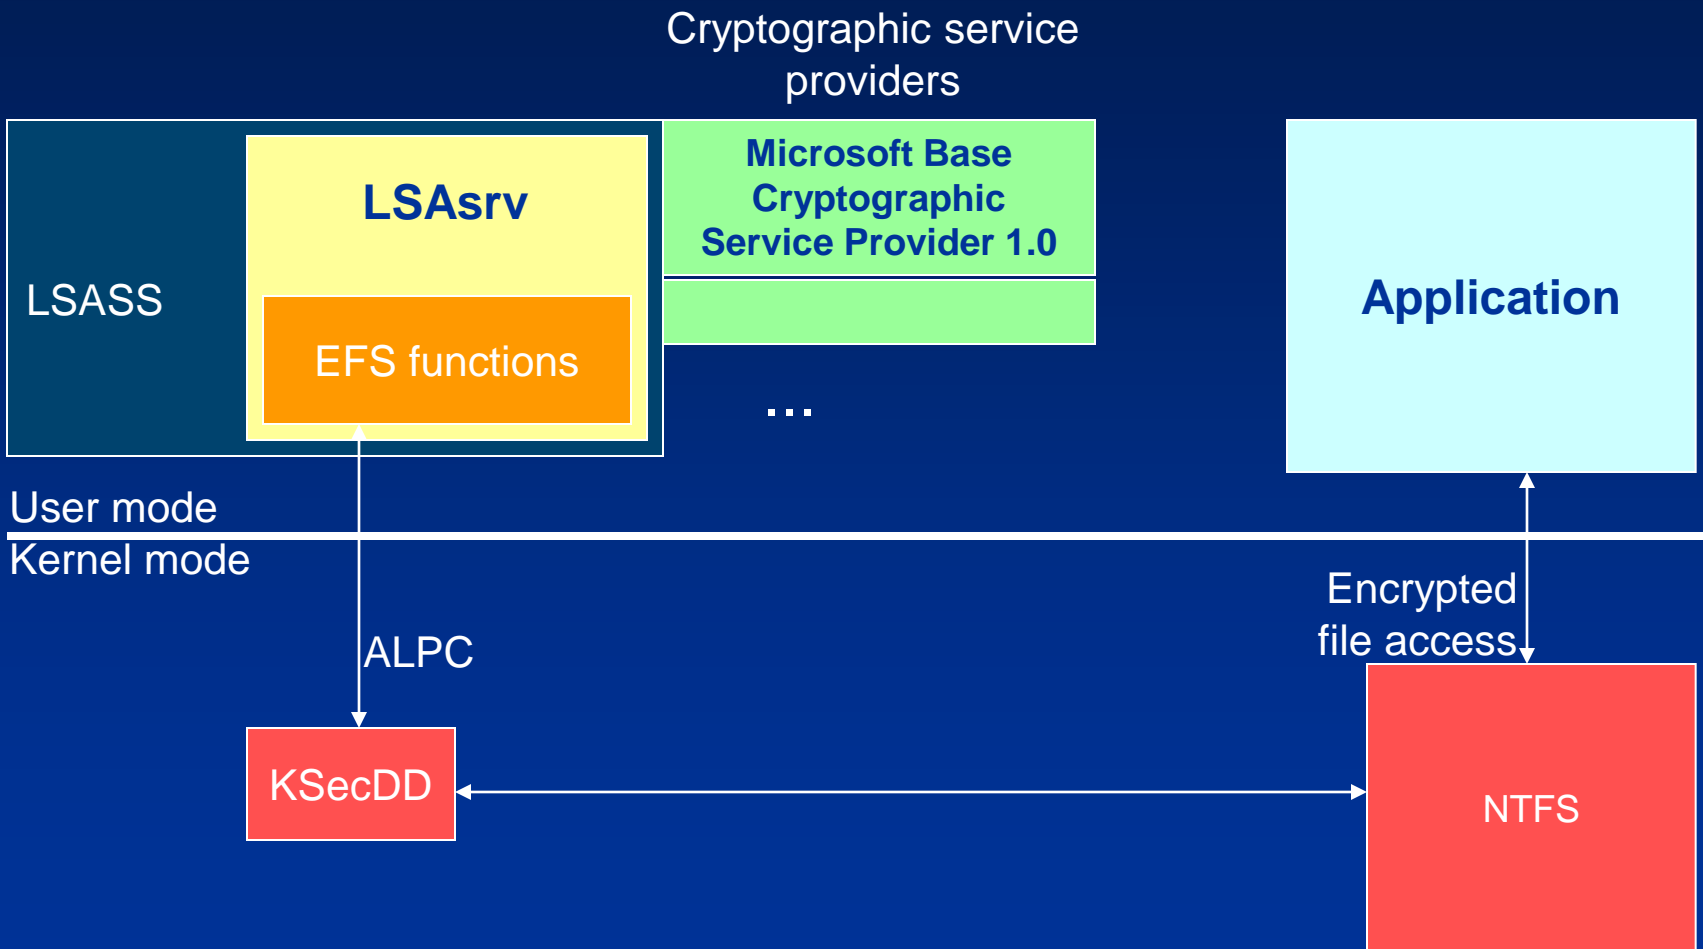 Cryptographic service
providers
LSASS
LSAsrv
EFS functions
Microsoft Base
Cryptographic
Service Provider 1.0
...
Application
User mode
Kernel mode
ALPC
Encrypted
file access
KSecDD
NTFS